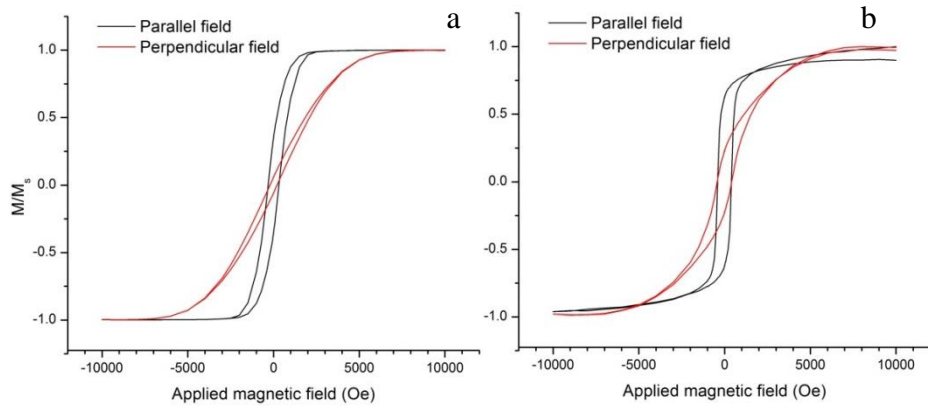 a
Parallel field
Perpendicular field
1.0
0.5
0.0
-0.5
-1.0
M/Ms
-10000 -5000 0 5000 10000
Applied magnetic field (Oe)
b
Parallel field
Perpendicular field
1.0
0.5
0.0
-0.5
-1.0
-10000 -5000 0 5000 10000
Applied magnetic field (Oe)